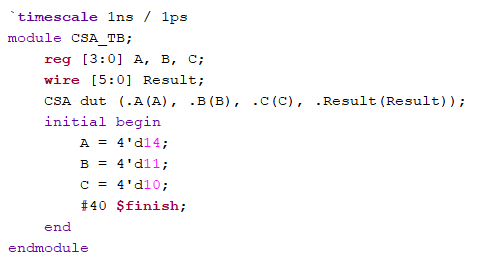 `timescale 1ns / 1ps
module CSA_TB;
    reg [3:0] A, B, C;
    wire [5:0] Result;
    CSA dut (.A(A), .B(B), .C(C), .Result(Result));
    initial begin
        A = 4'd14;
        B = 4'd11;
        C = 4'd10;
        #40 $finish;
    end
endmodule